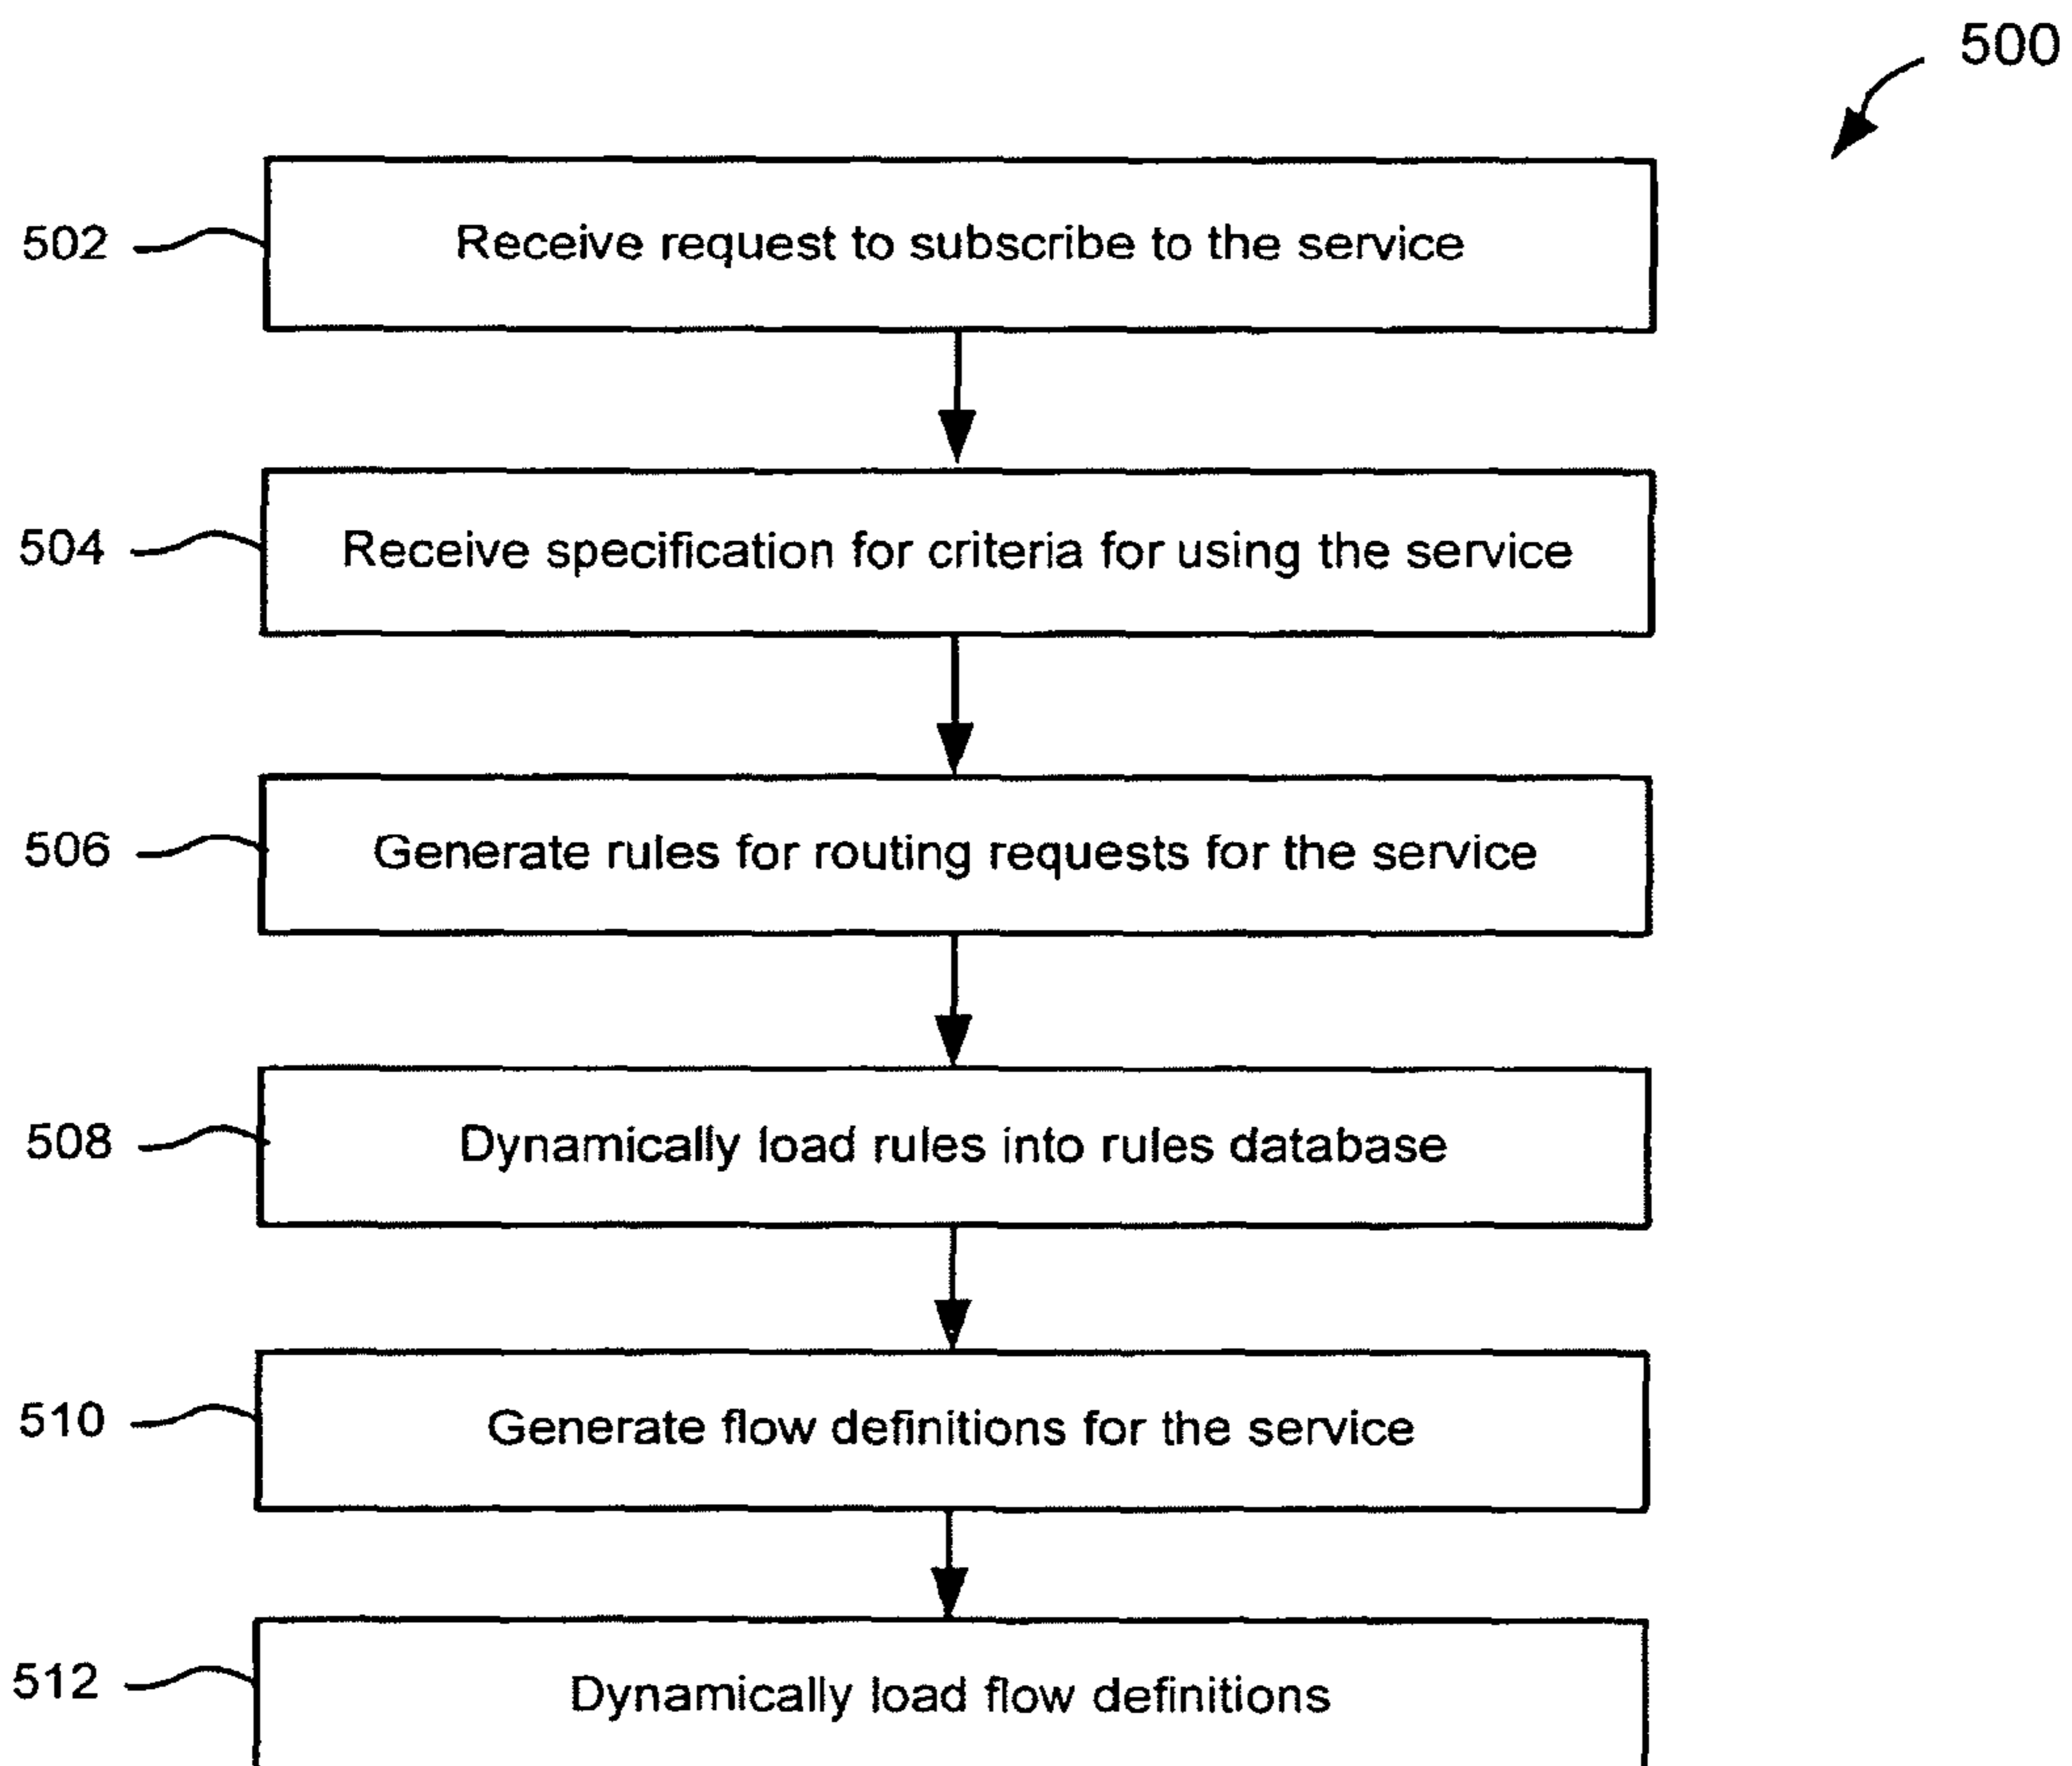 500
502 Receive request to subscribe to the service
504 Receive specification for criteria for using the service
506 Generate rules for routing requests for the service
508 Dynamically load rules into rules database
510 Generate flow definitions for the service
512 Dynamically load flow definitions